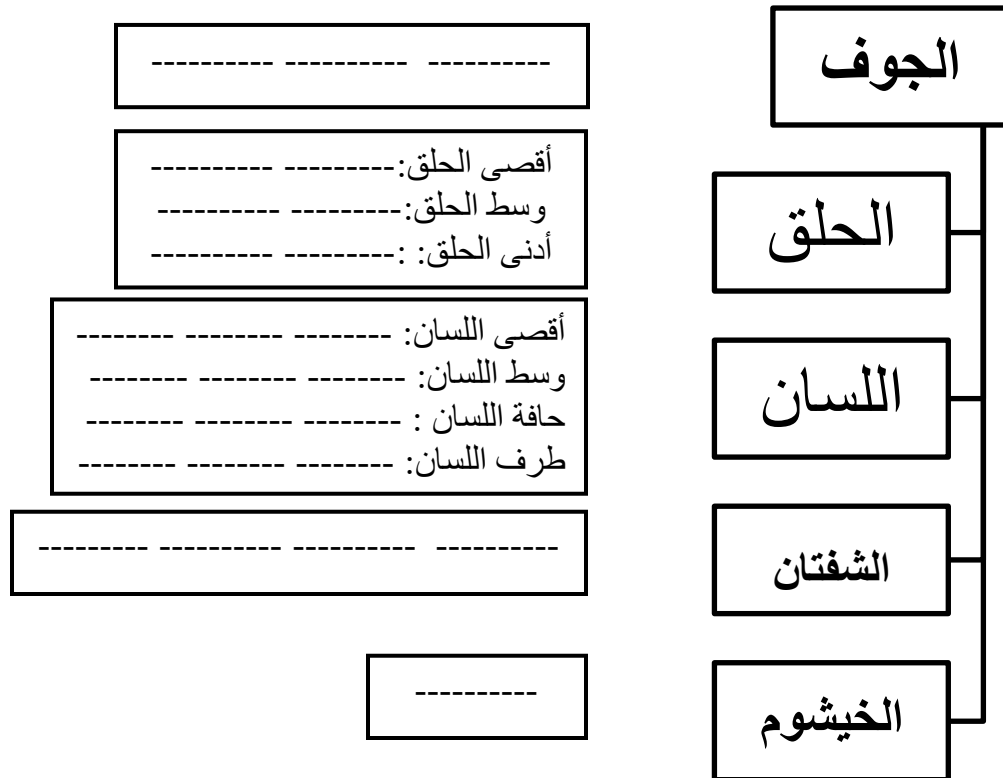 الجوف
---------- ---------- ----------
أقصى الحلق:---------- ----------
وسط الحلق:---------- ----------
أدنى الحلق: :---------- ----------
الحلق
أقصى اللسان: -------- -------- --------
وسط اللسان: -------- -------- --------
حافة اللسان : -------- -------- --------
طرف اللسان: -------- -------- --------
اللسان
---------- ---------- ---------- ---------
الشفتان
----------
الخيشوم